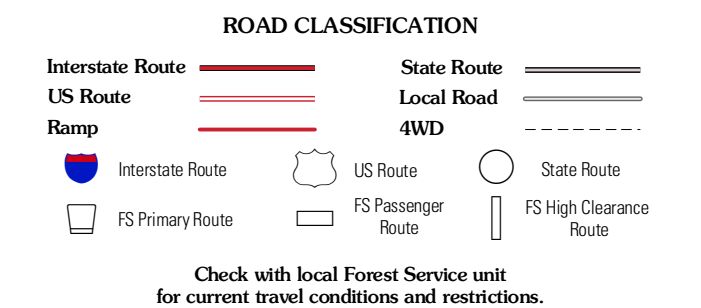 ROAD CLASSIFICATION
Interstate Route
State Route
US Route
Local Road
Ramp
4WD
Interstate Route
US Route
State Route
FS Primary Route
FS Passenger
Route
FS High Clearance
Route
Check with local Forest Service unit
for current travel conditions and restrictions.